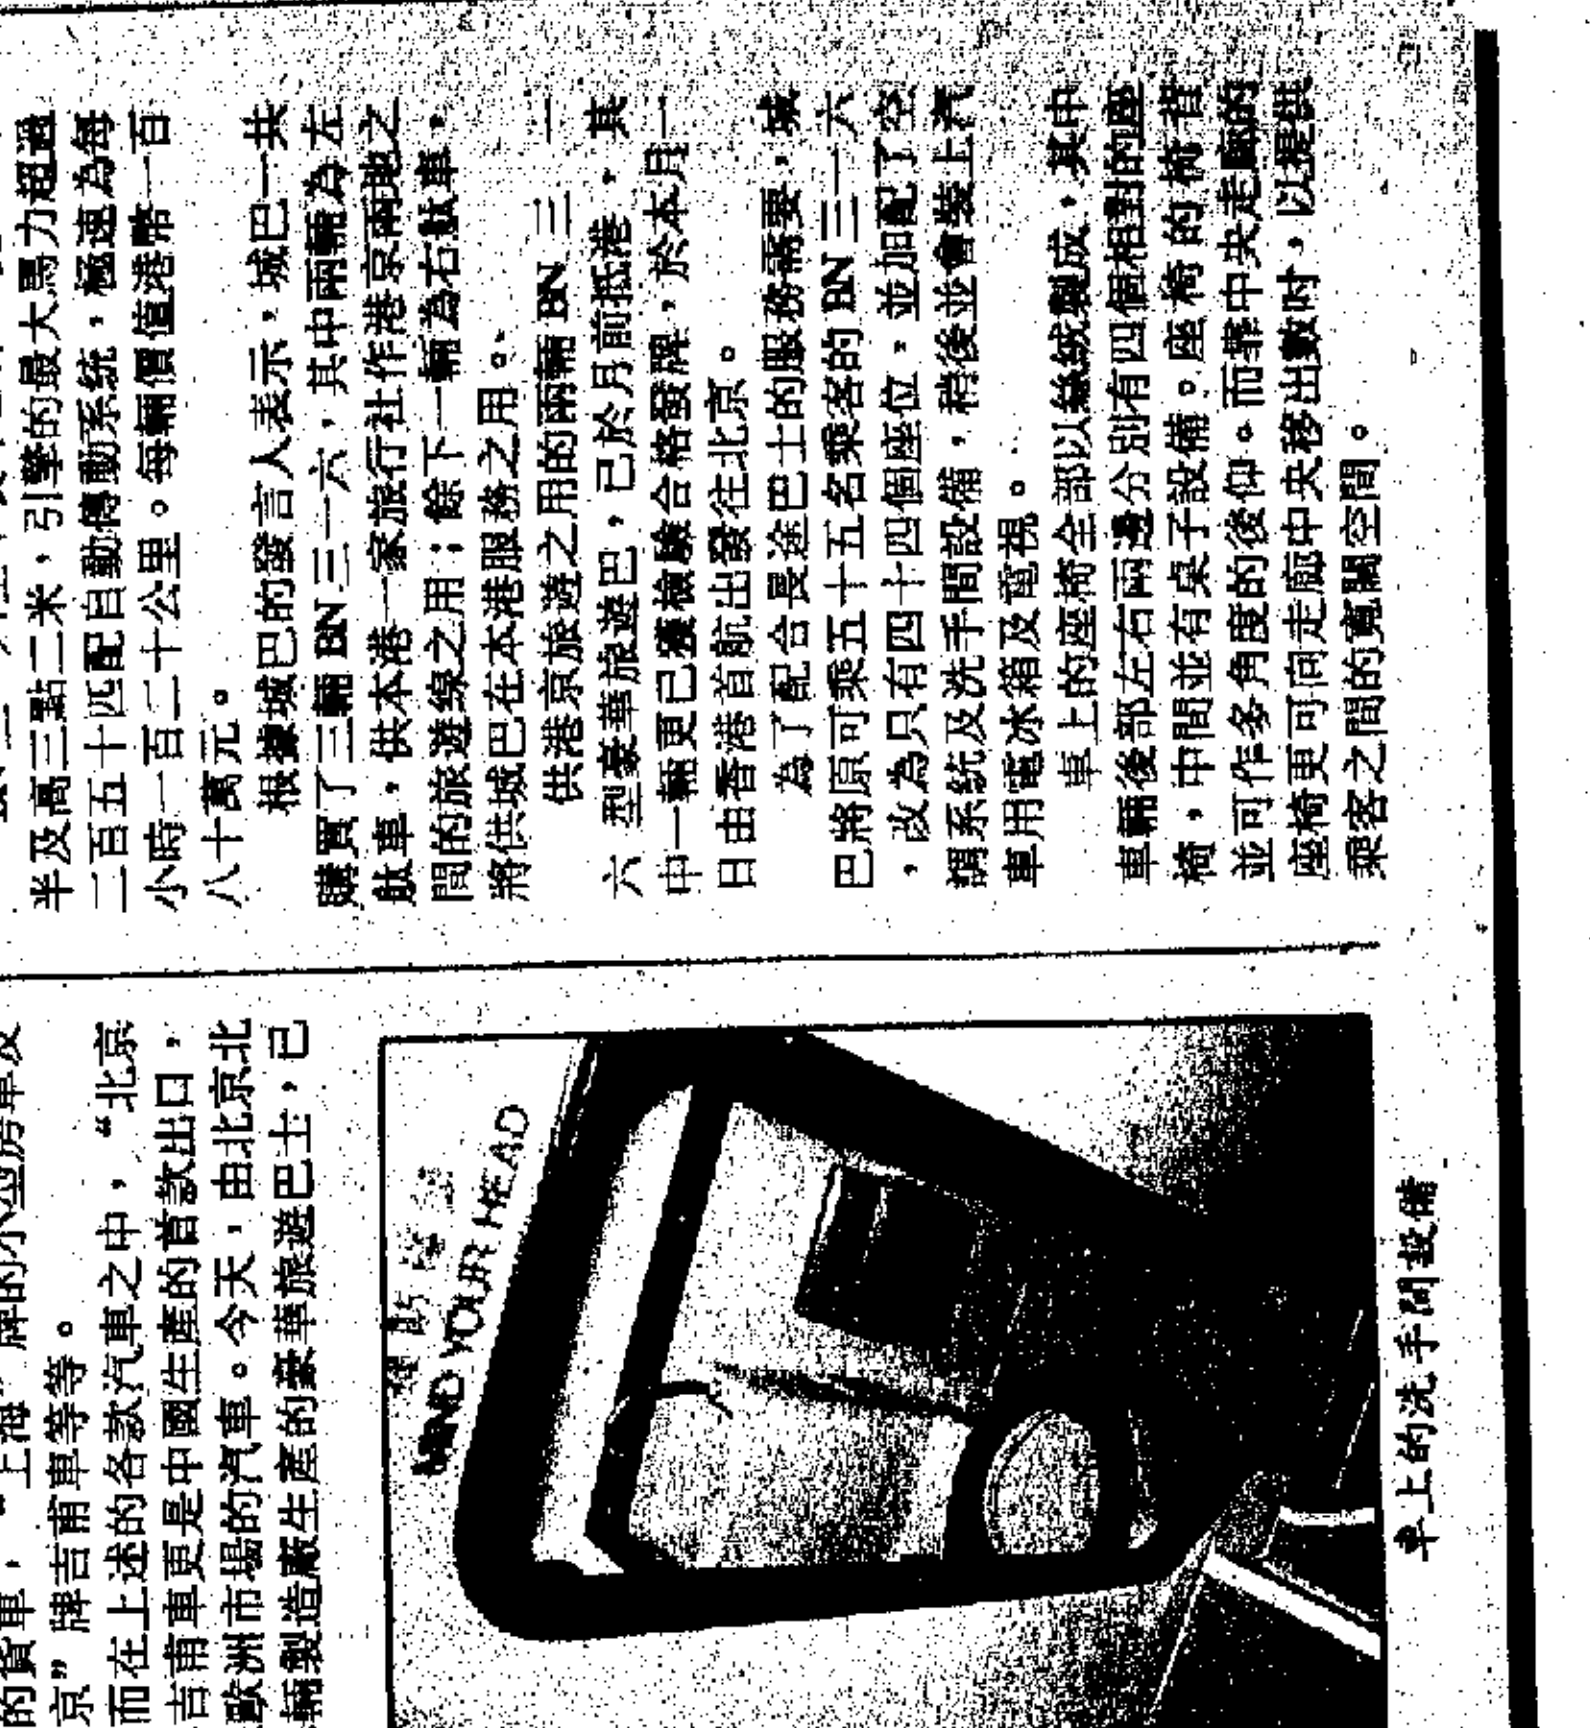 的貨車，“上海”牌的小型房車及
京”牌吉甫車等等。
而在上述的各款汽車之中，“北京
吉甫車更是中國生產的首款出口，
歐洲市場的汽車。今天，由北京北
輛製造廠生產的豪華旅遊巴士，已
MIND YOUR HEAD
車上的洗手間設備
半及高三點二米，引擎的最大馬力超過
二百五十匹配自動傳動系統，極速為每
小時一百二十公里。每輛價值港幣一百
八十萬元。
根據城巴的發言人表示，城巴一共
購買了三輛BN三一六，其中兩輛為左
軚車，供本港一家旅行社作港京兩地之
間的旅遊線之用；餘下一輛為右軚車，
將供城巴在本港服務之用。
供港京旅遊之用的兩輛BN三一
六型豪華旅遊巴，已於月前抵港，其
中一輛更已獲檢驗合格發牌，於本月一
日由香港首航出發往北京。
為了配合長途巴士的服務需要，城
巴將原可乘五十五名乘客的BN三一六
，改為只有四十四個座位，並加配了空
調系統及洗手間設備，稍後並會裝上汽
車用電冰箱及電視。
車上的座椅全部以絲絨製成，其中
車輛後部左右兩邊分別有四個相對的座
椅，中間並有桌子設備。座椅的椅背
並可作多角度的後仰。而靠中央走廊的
座椅更可向走廊中央移出數吋，以提供
乘客之間的寬闊空間。